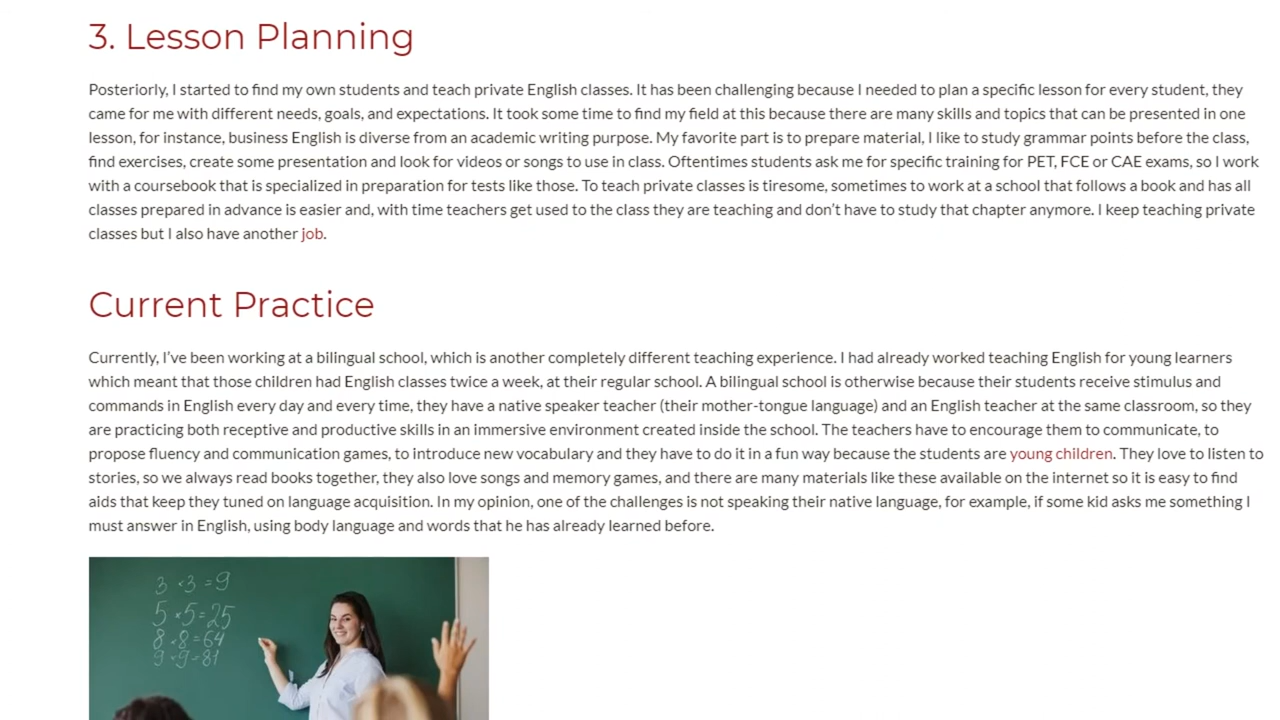 3. Lesson Planning
Posteriorly, I started to find my own students and teach private English classes. It has been challenging because I needed to plan a specific lesson for every student, they
came for me with different needs, goals, and expectations. It took some time to find my field at this because there are many skills and topics that can be presented in one
lesson, for instance, business English is diverse from an academic writing purpose. My favorite part is to prepare material, I like to study grammar points before the class,
find exercises, create some presentation and look for videos or songs to use in class. Oftentimes students ask me for specific training for PET, FCE or CAE exams, so I work
with a coursebook that is specialized in preparation for tests like those. To teach private classes is tiresome, sometimes to work at a school that follows a book and has all
classes prepared in advance is easier and, with time teachers get used to the class they are teaching and don’t have to study that chapter anymore. I keep teaching private
classes but I also have another job.
Current Practice
Currently, I’ve been working at a bilingual school, which is another completely different teaching experience. I had already worked teaching English for young learners
which meant that those children had English classes twice a week, at their regular school. A bilingual school is otherwise because their students receive stimulus and
commands in English every day and every time, they have a native speaker teacher (their mother-tongue language) and an English teacher at the same classroom, so they
are practicing both receptive and productive skills in an immersive environment created inside the school. The teachers have to encourage them to communicate, to
propose fluency and communication games, to introduce new vocabulary and they have to do it in a fun way because the students are young children. They love to listen to
stories, so we always read books together, they also love songs and memory games, and there are many materials like these available on the internet so it is easy to find
aids that keep they tuned on language acquisition. In my opinion, one of the challenges is not speaking their native language, for example, if some kid asks me something I
must answer in English, using body language and words that he has already learned before.
3×3=9
5×5=25
8×8=64
9×9=81